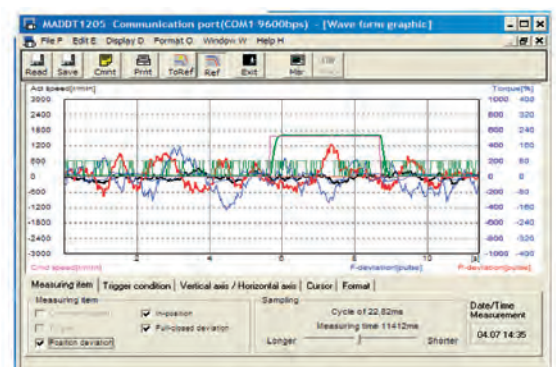 MADDT1205 Communication port(COM1 9600bps) - [Wave form graphic]
File F Edit E Display D Format O Window W Help H
Read Save Cmnt Print ToRef Ref Exit Har
Act speed[r/min] Torque[%]
3000 1000 400
2400 800 320
1800 600 240
1200 400 160
600 200 80
0 0 0
-600 -200 -80
-1200 -400 -160
-1800 -600 -240
-2400 -800 -320
-3000 2 4 6 8 10 [s] -1000 -400
Cmd speed[r/min] F-deviation[pulse] P-deviation[pulse]
Measuring item Trigger condition Vertical axis / Horizontal axis Cursor Format
Measuring item Sampling Date/Time
In-position Cycle of 22.82ms Measurement
Full-closed deviation Measuring time 11412ms 04.07 14:35
Position deviation Longer Shorter